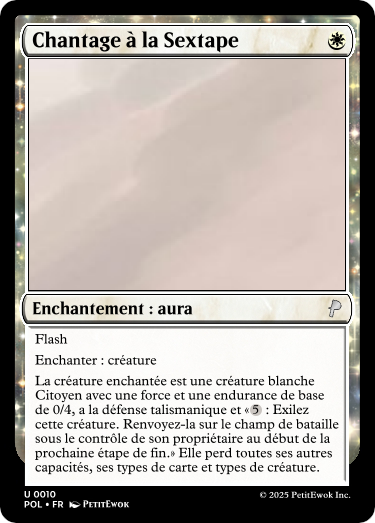 Chantage à la Sextape
Enchantement : aura
Flash
Enchanter : créature
La créature enchantée est une créature blanche
Citoyen avec une force et une endurance de base
de 0/4, a la défense talismanique et «5 : Exilez
cette créature. Renvoyez-la sur le champ de bataille
sous le contrôle de son propriétaire au début de la
prochaine étape de fin.» Elle perd toutes ses autres
capacités, ses types de carte et types de créature.
U 0010
POL • FR PetitEwok
© 2025 PetitEwok Inc.